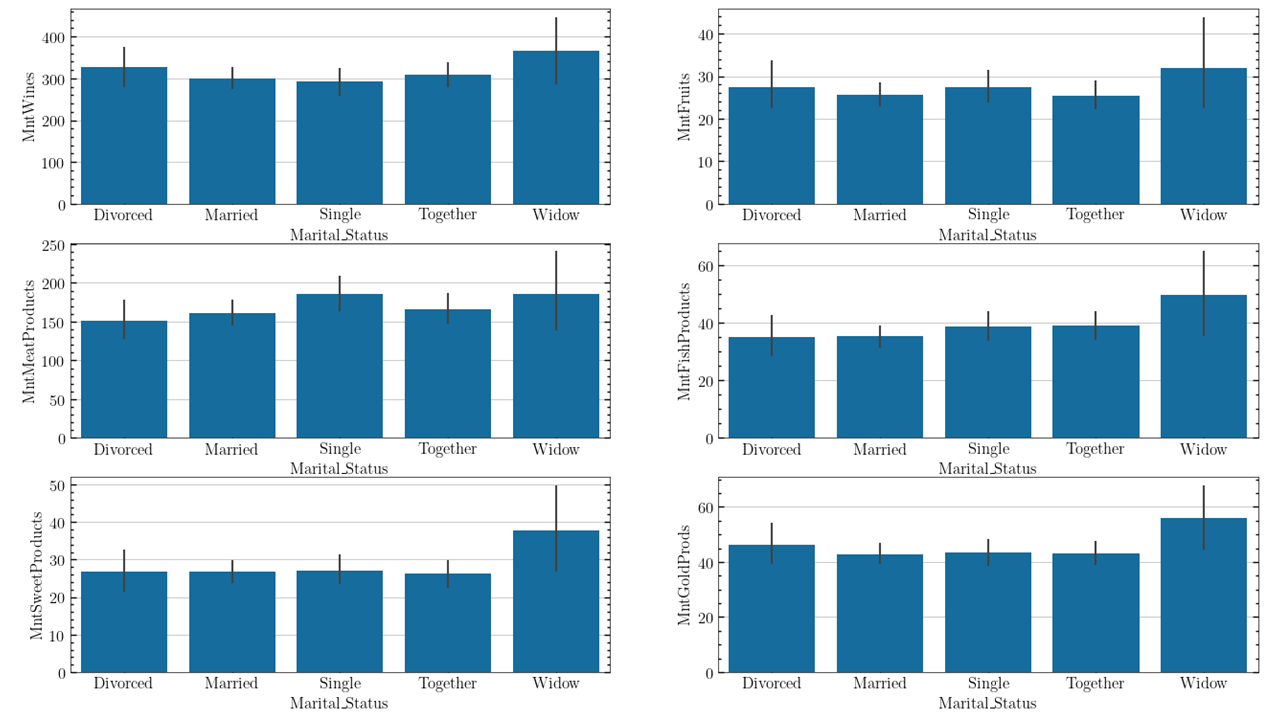 400
300
200
100
0
MntWines
Divorced Married Single Together Widow
Marital_Status
40
30
20
10
0
MntFruits
Divorced Married Single Together Widow
Marital_Status
250
200
150
100
50
0
MntMeatProducts
Divorced Married Single Together Widow
Marital_Status
60
40
20
0
MntFishProducts
Divorced Married Single Together Widow
Marital_Status
50
40
30
20
10
0
MntSweetProducts
Divorced Married Single Together Widow
Marital_Status
60
40
20
0
MntGoldProds
Divorced Married Single Together Widow
Marital_Status